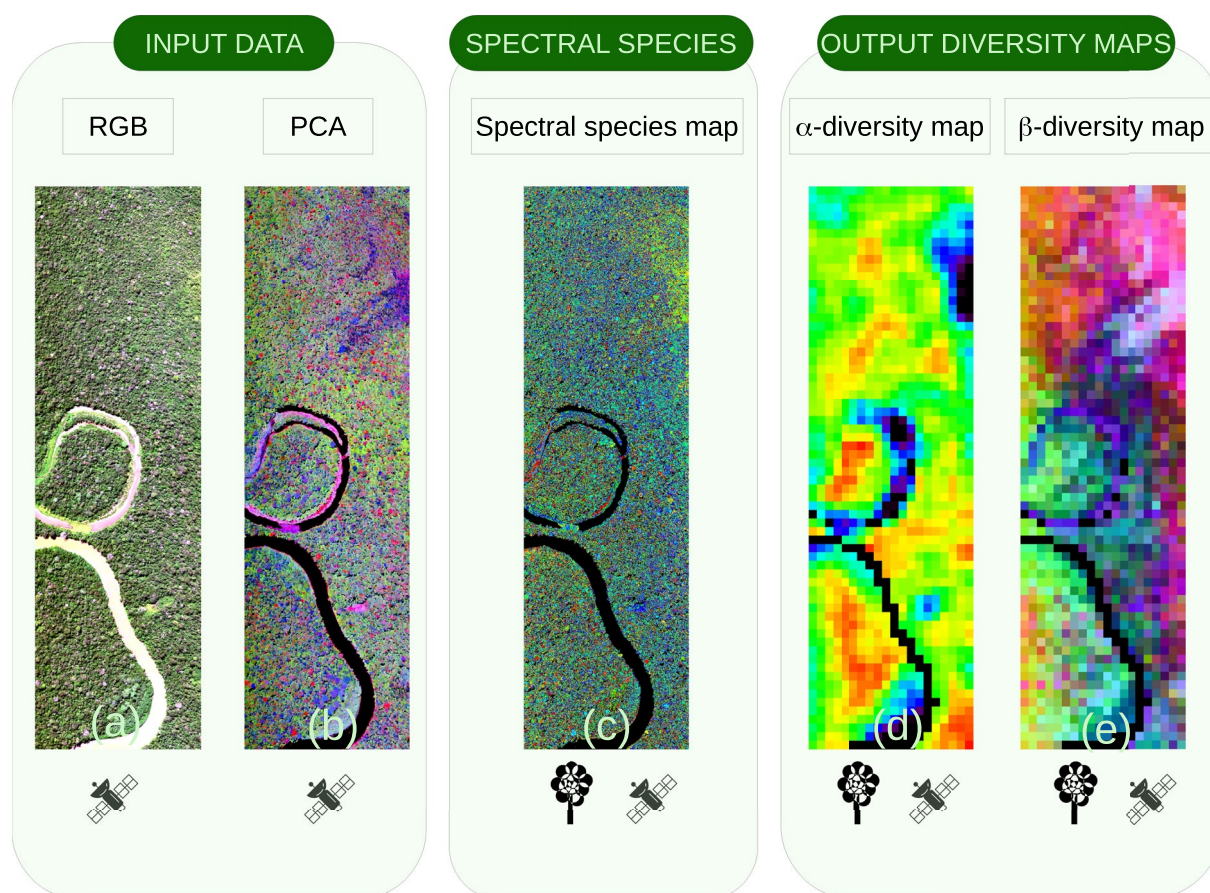 INPUT DATA
SPECTRAL SPECIES
OUTPUT DIVERSITY MAPS
RGB
PCA
Spectral species map
α-diversity map
β-diversity map
(a)
(b)
(c)
(d)
(e)